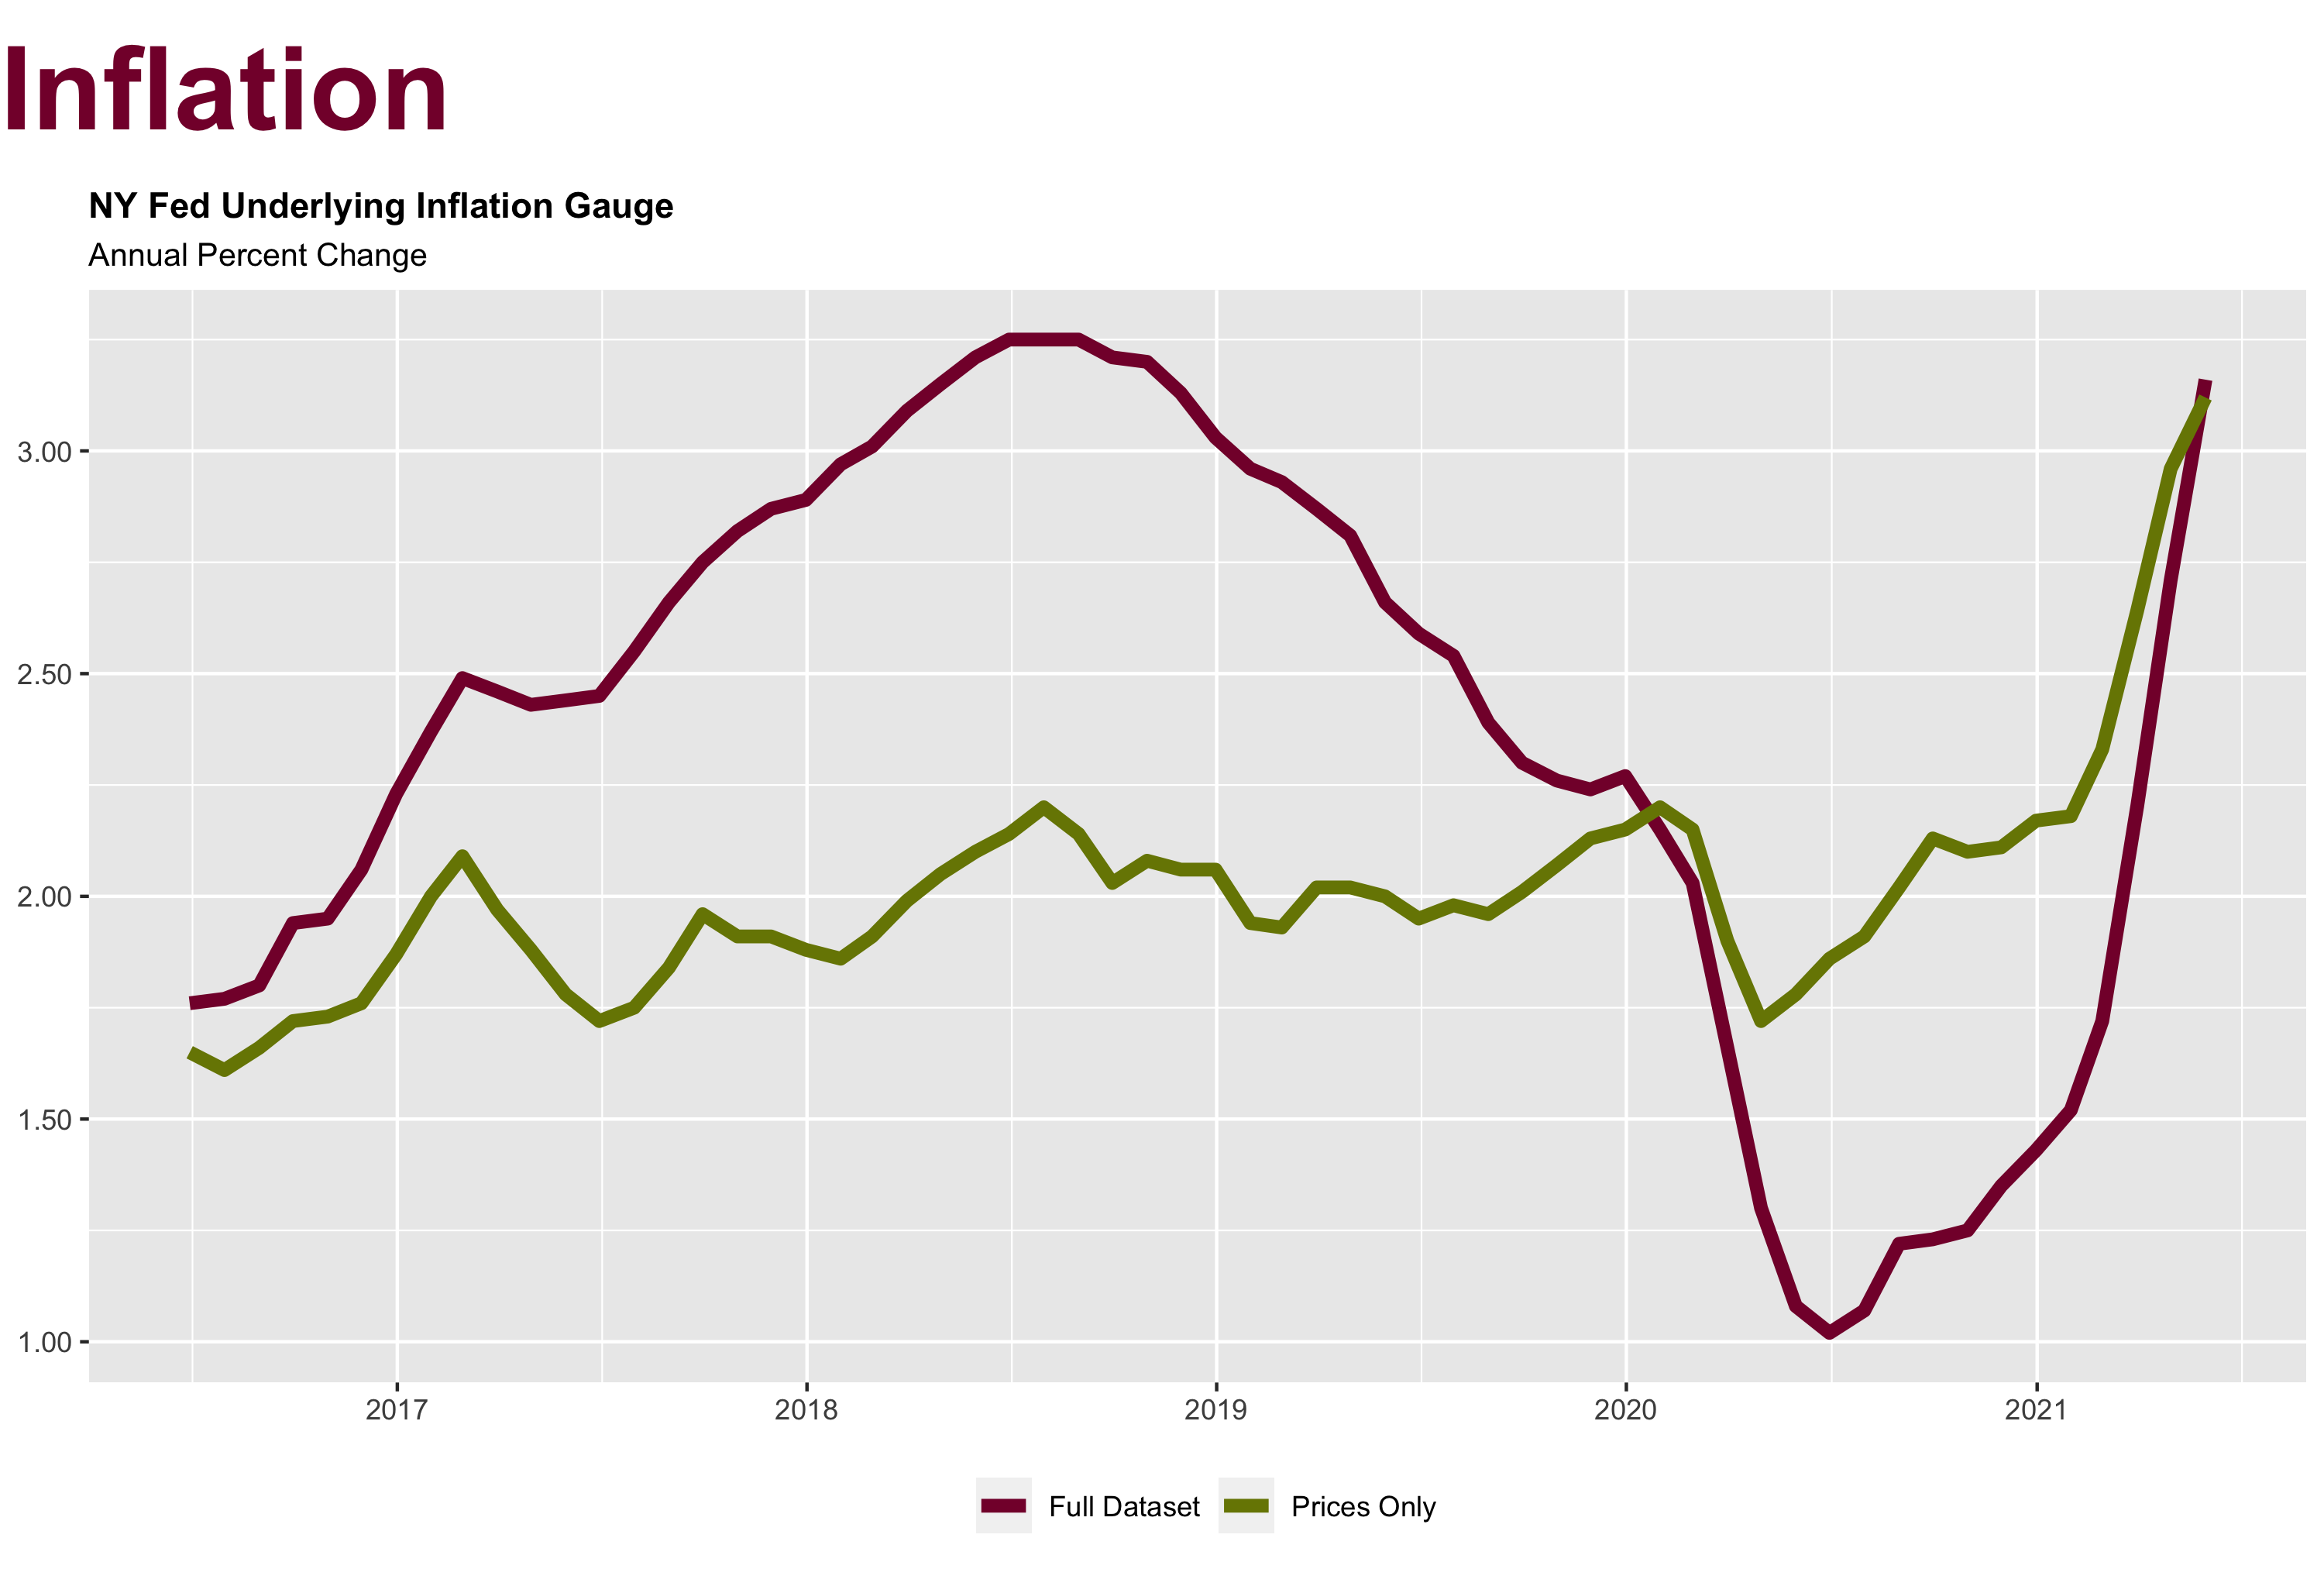 Inflation
NY Fed Underlying Inflation Gauge
Annual Percent Change
3.00
2.50
2.00
1.50
1.00
2017 2018 2019 2020 2021
Full Dataset Prices Only